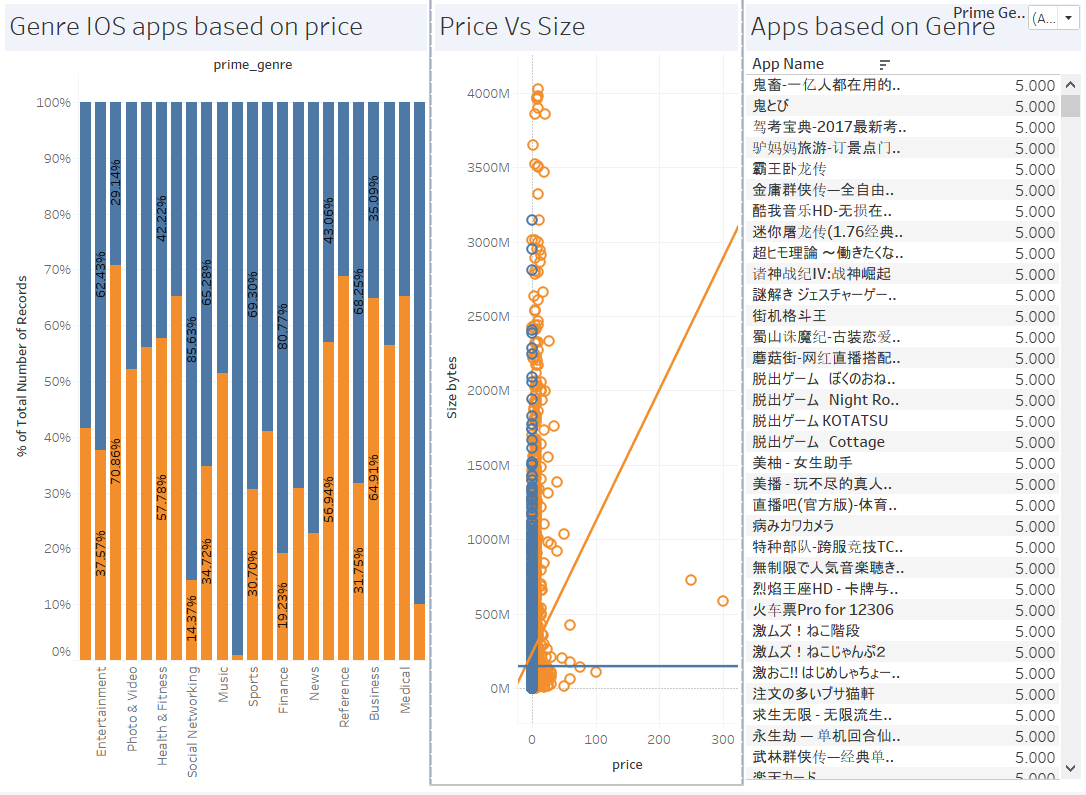 Genre IOS apps based on price
prime_genre
% of Total Number of Records
100%
90%
80%
70%
60%
50%
40%
30%
20%
10%
0%
62.43%
37.57%
29.14%
70.86%
42.22%
57.78%
85.63%
14.37%
65.28%
34.72%
69.30%
30.70%
80.77%
19.23%
43.06%
56.94%
68.25%
31.75%
35.09%
64.91%
Entertainment
Photo & Video
Health & Fitness
Social Networking
Music
Sports
Finance
News
Reference
Business
Medical
Price Vs Size
Size bytes
4000M
3500M
3000M
2500M
2000M
1500M
1000M
500M
0M
0 100 200 300
price
Prime Ge.. (A...
Apps based on Genre
App Name
鬼畜-一亿人都在用的.. 5.000
鬼とび 5.000
驾考宝典-2017最新考.. 5.000
驴妈妈旅游-订景点门.. 5.000
霸王卧龙传 5.000
金庸群侠传—全自由.. 5.000
酷我音乐HD-无损在.. 5.000
迷你屠龙传(1.76经典.. 5.000
超ヒモ理論 ～働きたくな.. 5.000
诸神战纪IV:战神崛起 5.000
謎解き ジェスチャーゲー.. 5.000
街机格斗王 5.000
蜀山诛魔纪-古装恋爱.. 5.000
蘑菇街-网红直播搭配.. 5.000
脱出ゲーム ぼくのおね.. 5.000
脱出ゲーム Night Ro.. 5.000
脱出ゲーム KOTATSU 5.000
脱出ゲーム Cottage 5.000
美柚 - 女生助手 5.000
美播 - 玩不尽的真人.. 5.000
直播吧(官方版)-体育.. 5.000
病みカワカメラ 5.000
特种部队-跨服竞技TC.. 5.000
無制限で人気音楽聴き.. 5.000
烈焰王座HD - 卡牌与.. 5.000
火车票Pro for 12306 5.000
激ムズ！ねこ階段 5.000
激ムズ！ねこじゃんぷ2 5.000
激おこ!! はじめしゃちょー.. 5.000
注文の多いブサ猫軒 5.000
求生无限 - 无限流生.. 5.000
永生劫 — 单机回合仙.. 5.000
武林群侠传—经典单.. 5.000
楽天カード 5.000